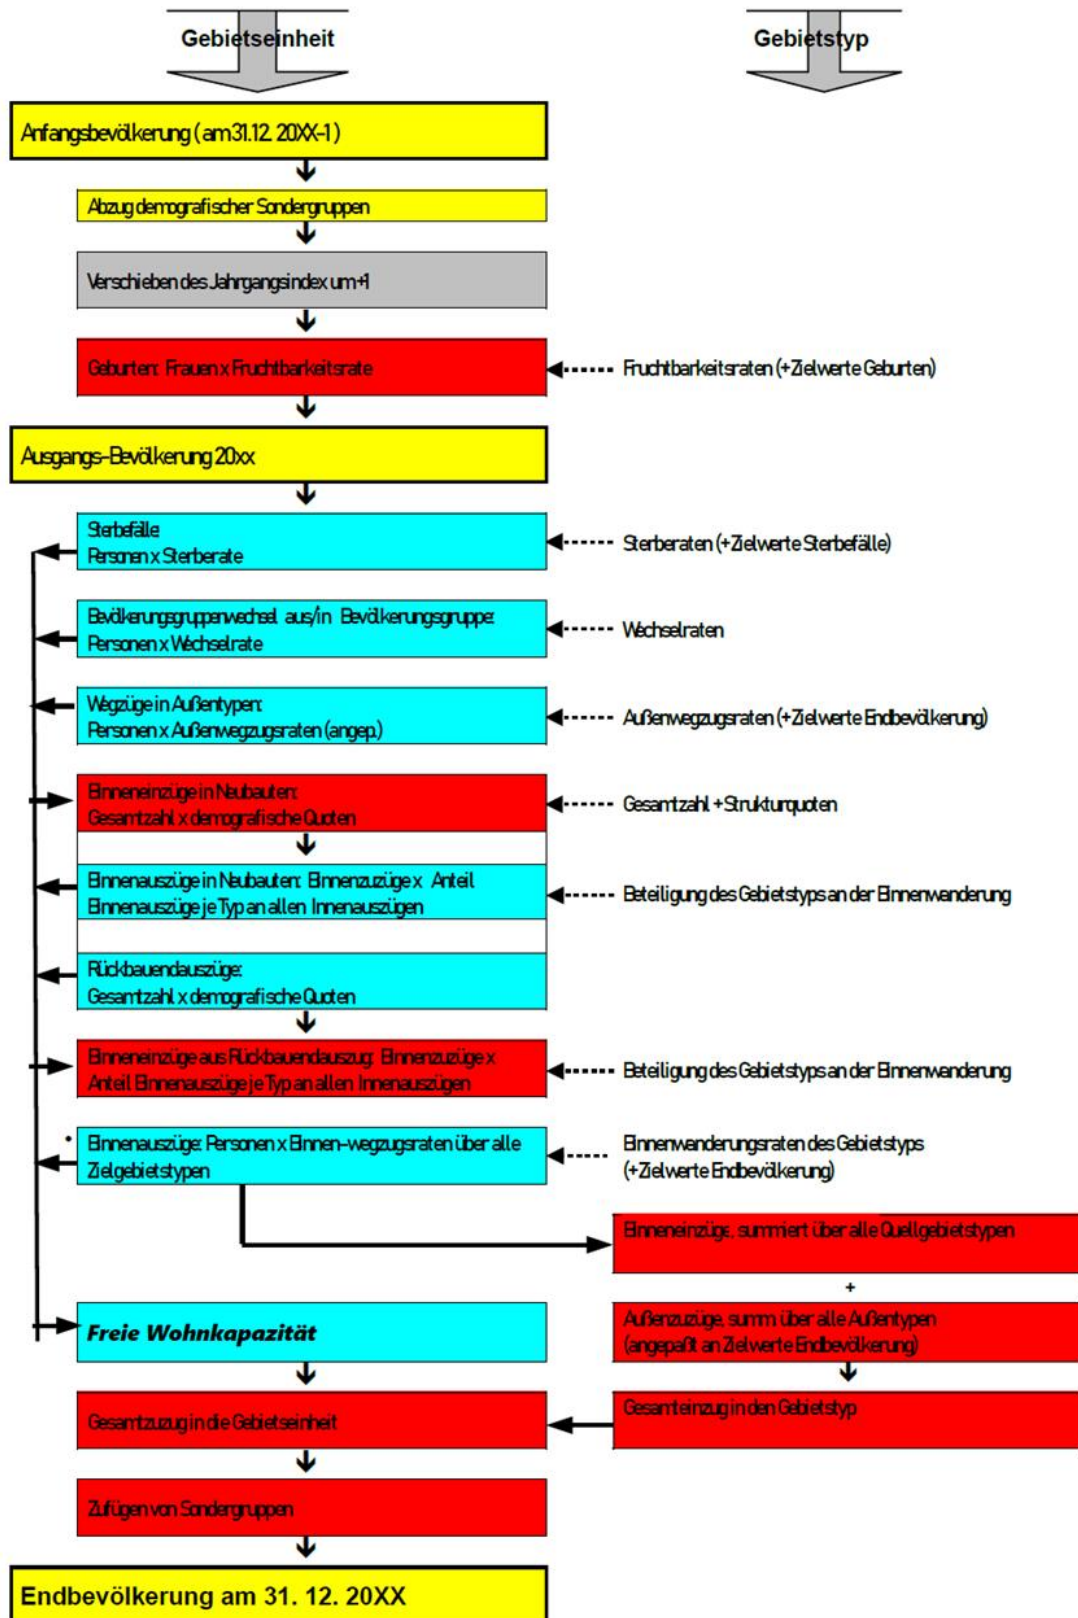 Gebietseinheit
Gebietstyp
Anfangsbevölkerung ( am 31.12. 20XX-1 )
Abzug demografischer Sondergruppen
Verschieben des Jahrgangsindex um +1
Geburten: Frauen x Fruchtbarkeitsrate
Fruchtbarkeitsraten (+Zielwerte Geburten)
Ausgangs-Bevölkerung 20xx
Sterbefälle:
Personen x Sterberate
Sterberaten (+Zielwerte Sterbefälle)
Bevölkerungsgruppenwechsel aus/in Bevölkerungsgruppe:
Personen x Wechselrate
Wechselraten
Wegzüge in Außentypen:
Personen x Außenwegzugsraten (angep.)
Außenwegzugsraten (+Zielwerte Endbevölkerung)
Binneneinzüge in Neubauten:
Gesamtzahl x demografische Quoten
Gesamtzahl + Strukturquoten
Binnenauszüge in Neubauten: Binnenzuzüge x Anteil
Binnenauszüge je Typ an allen Innenauszügen
Beteiligung des Gebietstyps an der Binnenwanderung
Rückbauendauszüge:
Gesamtzahl x demografische Quoten
Binneneinzüge aus Rückbauendauszug: Binnenzuzüge x
Anteil Binnenauszüge je Typ an allen Innenauszügen
Beteiligung des Gebietstyps an der Binnenwanderung
Binnenauszüge: Personen x Binnen-wegzugsraten über alle
Zielgebietstypen
Binnenwanderungsraten des Gebietstyps
(+Zielwerte Endbevölkerung)
Binneneinzüge, summiert über alle Quellgebietstypen
+
Freie Wohnkapazität
Außenzuzüge, summ. über alle Außentypen
(angepaßt an Zielwerte Endbevölkerung)
Gesamtzuzug in die Gebietseinheit
Gesamteinzug in den Gebietstyp
Zufügen von Sondergruppen
Endbevölkerung am 31. 12. 20XX